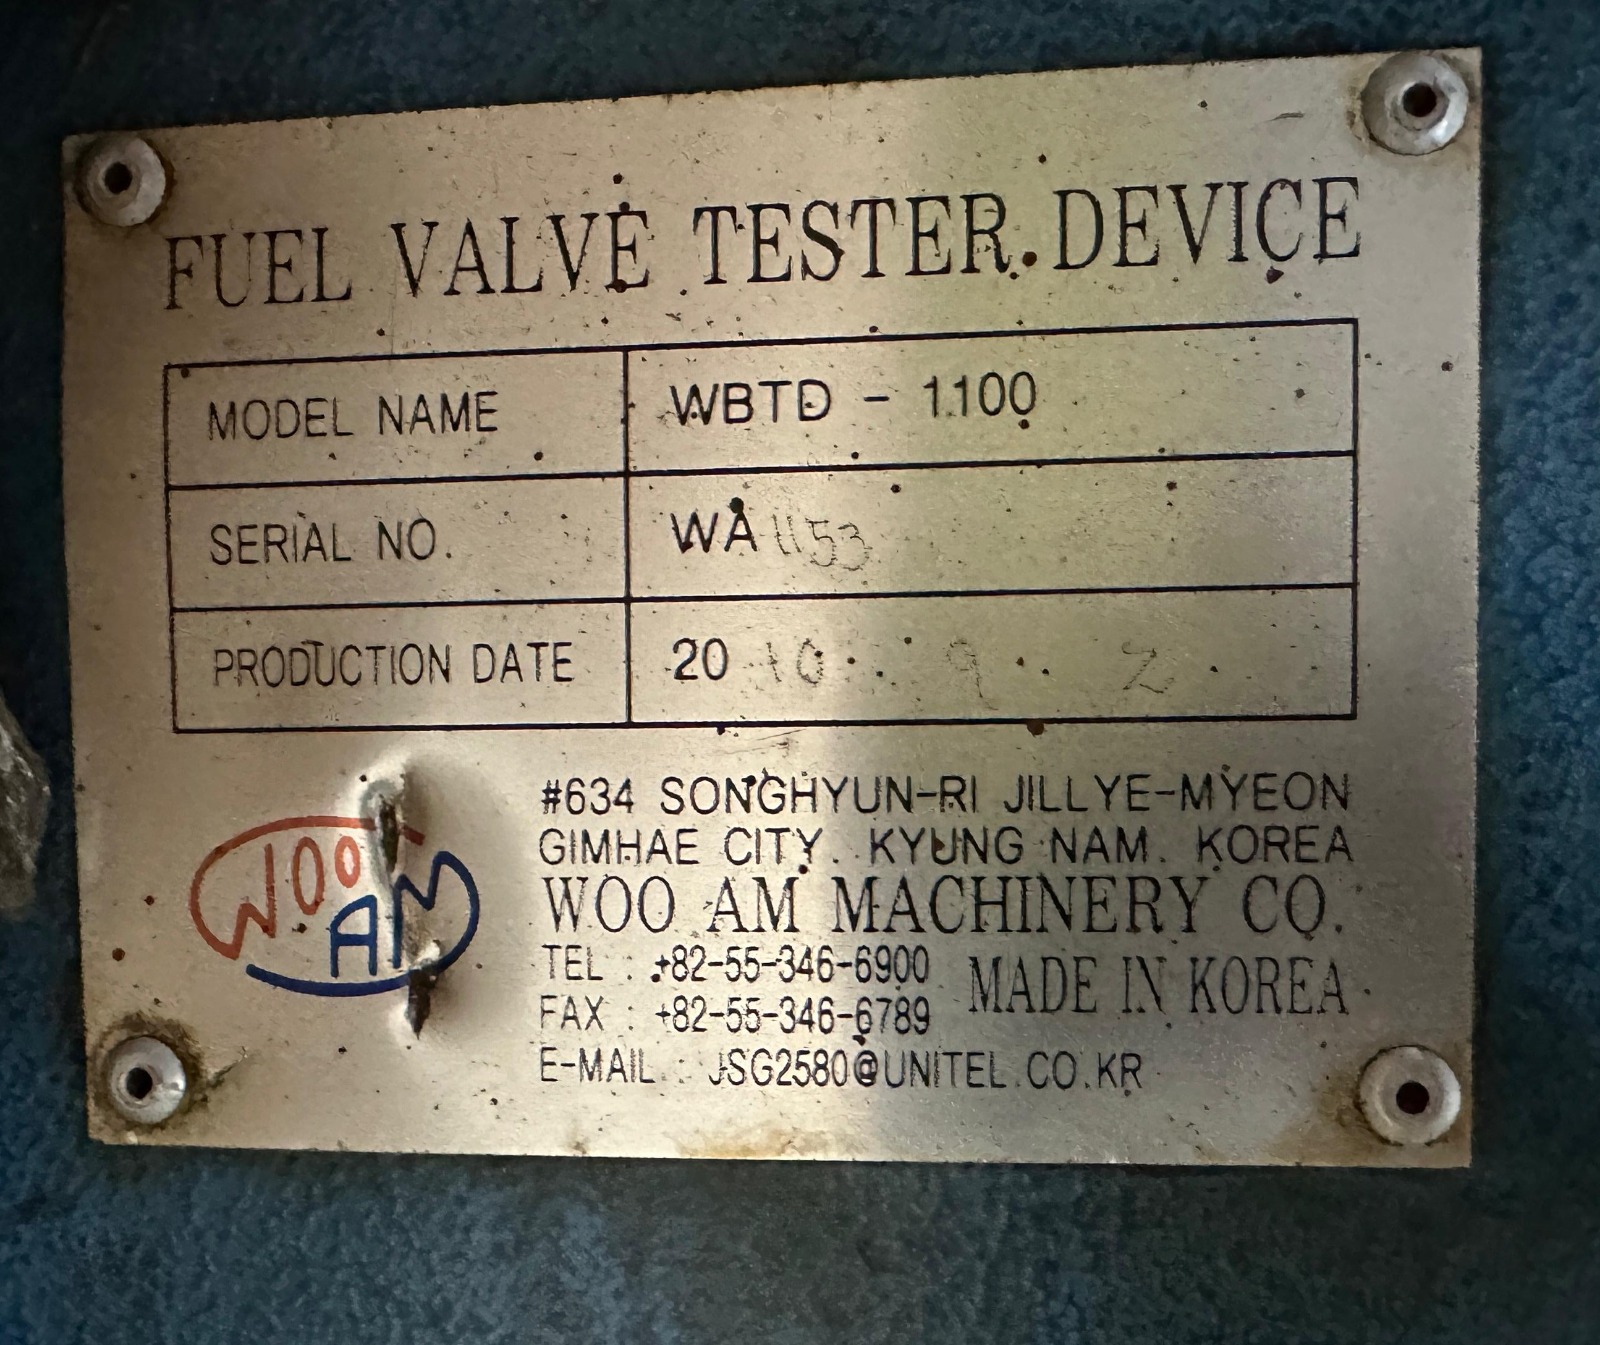 FUEL VALVE TESTER DEVICE
MODEL NAME WBTD - 1100
SERIAL NO. WA 1153
PRODUCTION DATE 20 10 . 9 . 2 .
#634 SONGHYUN-RI JILLYE-MYEON
GIMHAE CITY. KYUNG NAM. KOREA
WOO AM
WOO AM MACHINERY CO.
TEL : +82-55-346-6900
FAX : +82-55-346-6789
MADE IN KOREA
E-MAIL : JSG2580@UNITEL.CO.KR